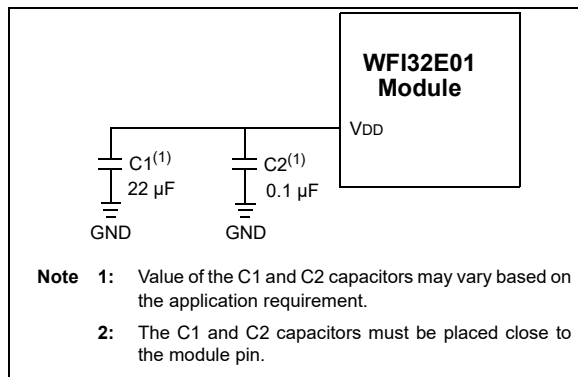 WFI32E01
Module
VDD
C1(1)
22 µF
GND
C2(1)
0.1 µF
GND
Note 1: Value of the C1 and C2 capacitors may vary based on
the application requirement.
2: The C1 and C2 capacitors must be placed close to
the module pin.